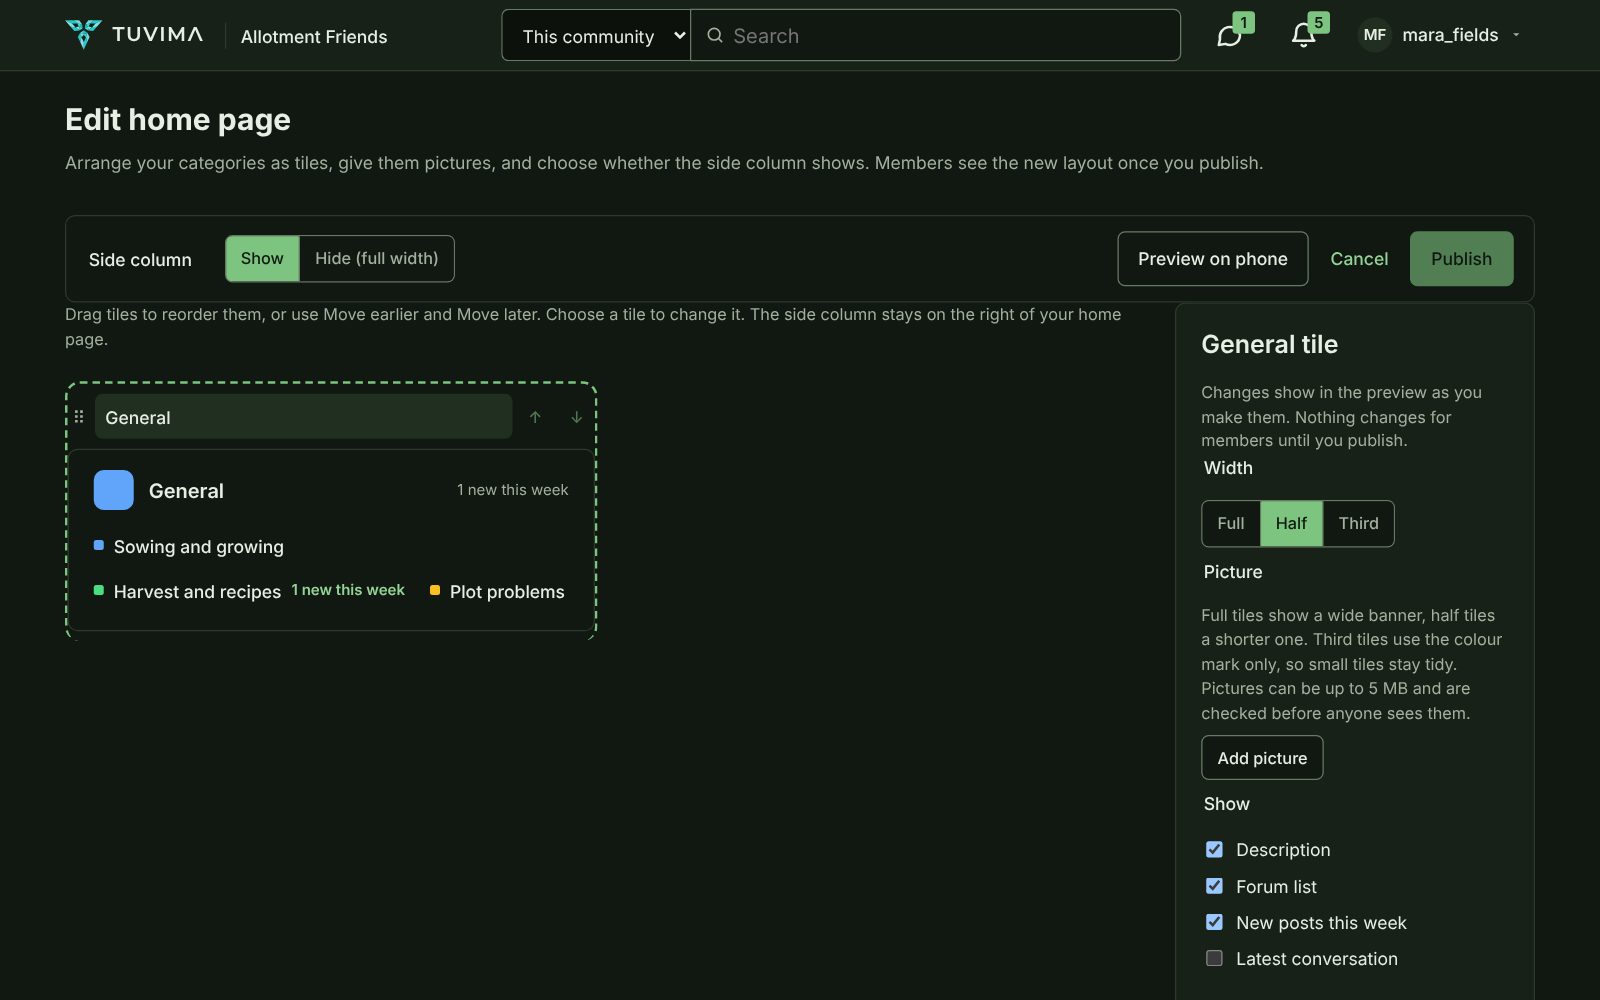 TUVIMA
Allotment Friends
This community
Search
1
5
MF
mara_fields
Edit home page
Arrange your categories as tiles, give them pictures, and choose whether the side column shows. Members see the new layout once you publish.
Side column
Show
Hide (full width)
Preview on phone
Cancel
Publish
Drag tiles to reorder them, or use Move earlier and Move later. Choose a tile to change it. The side column stays on the right of your home
page.
General
General
1 new this week
Sowing and growing
Harvest and recipes 1 new this week
Plot problems
General tile
Changes show in the preview as you
make them. Nothing changes for
members until you publish.
Width
Full
Half
Third
Picture
Full tiles show a wide banner, half tiles
a shorter one. Third tiles use the colour
mark only, so small tiles stay tidy.
Pictures can be up to 5 MB and are
checked before anyone sees them.
Add picture
Show
Description
Forum list
New posts this week
Latest conversation